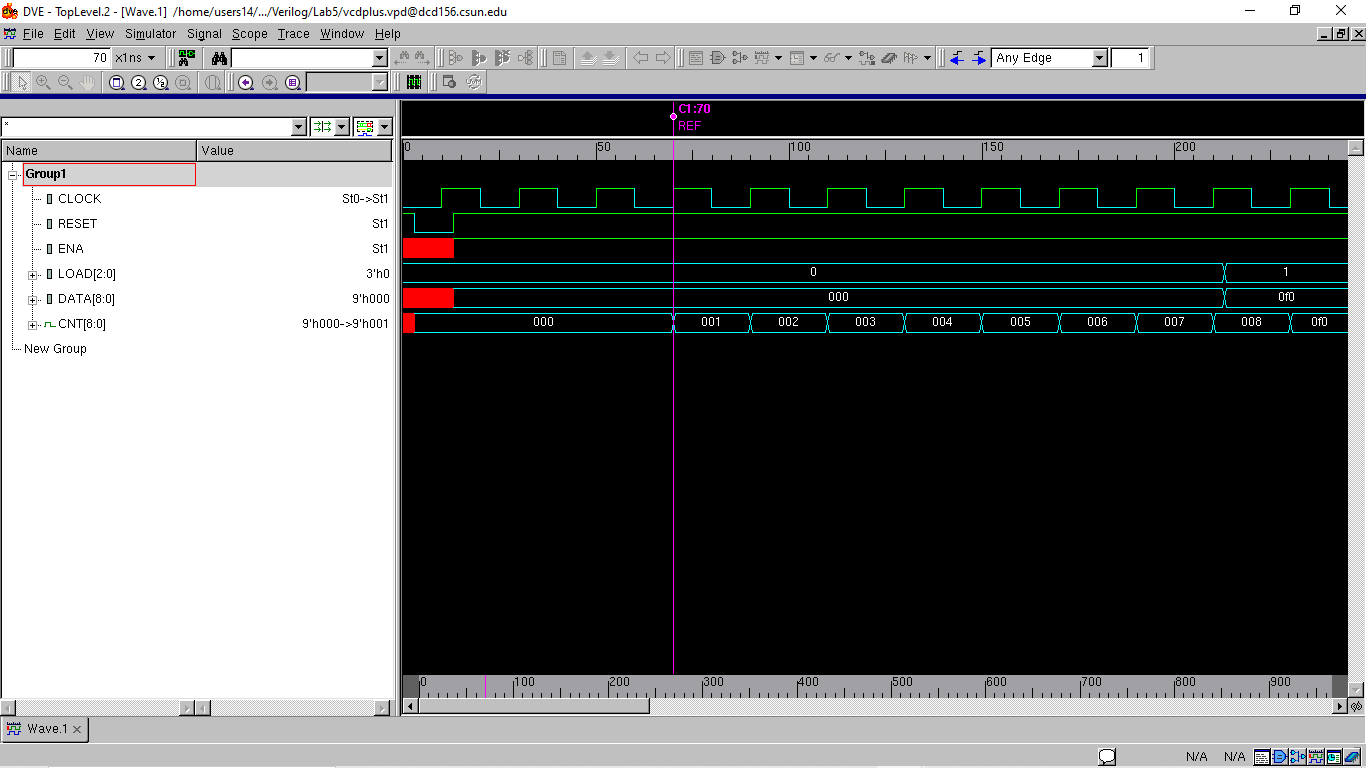 DVE - TopLevel.2 - [Wave.1] /home/users14/.../Verilog/Lab5/vcdplus.vpd@dcd156.csun.edu
File Edit View Simulator Signal Scope Trace Window Help
70 x1ns Any Edge 1
2 ½
*
C1:70
REF
Name Value
0 50 100 150 200
Group1
CLOCK St0->St1
RESET St1
ENA St1
LOAD[2:0] 3'h0 0 1
DATA[8:0] 9'h000 000 0f0
CNT[8:0] 9'h000->9'h001 000 001 002 003 004 005 006 007 008 0f0
New Group
0 100 200 300 400 500 600 700 800 900
Wave.1
N/A N/A